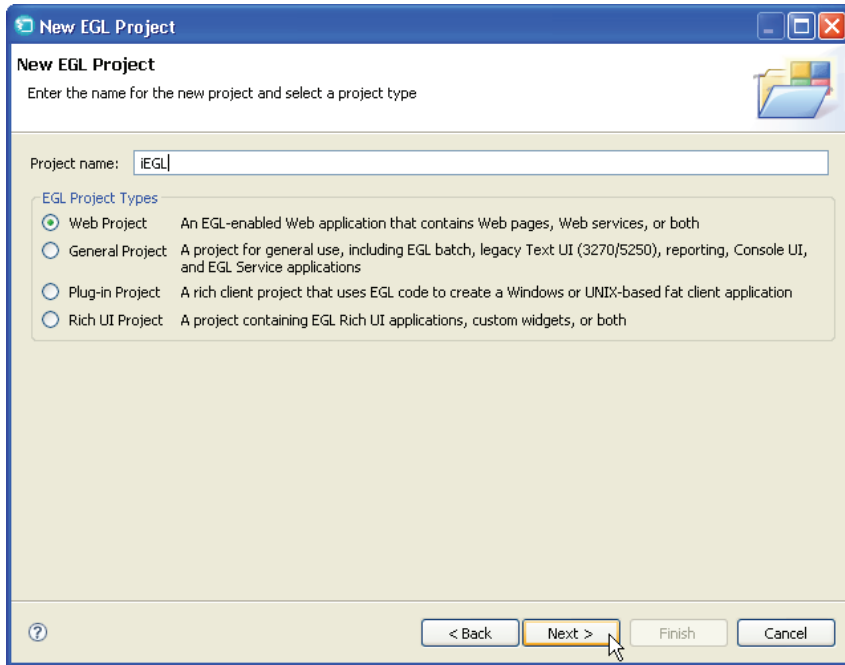 New EGL Project
New EGL Project
Enter the name for the new project and select a project type
Project name: iEGL
EGL Project Types
Web Project An EGL-enabled Web application that contains Web pages, Web services, or both
General Project A project for general use, including EGL batch, legacy Text UI (3270/5250), reporting, Console UI,
and EGL Service applications
Plug-in Project A rich client project that uses EGL code to create a Windows or UNIX-based fat client application
Rich UI Project A project containing EGL Rich UI applications, custom widgets, or both
? < Back Next > Finish Cancel